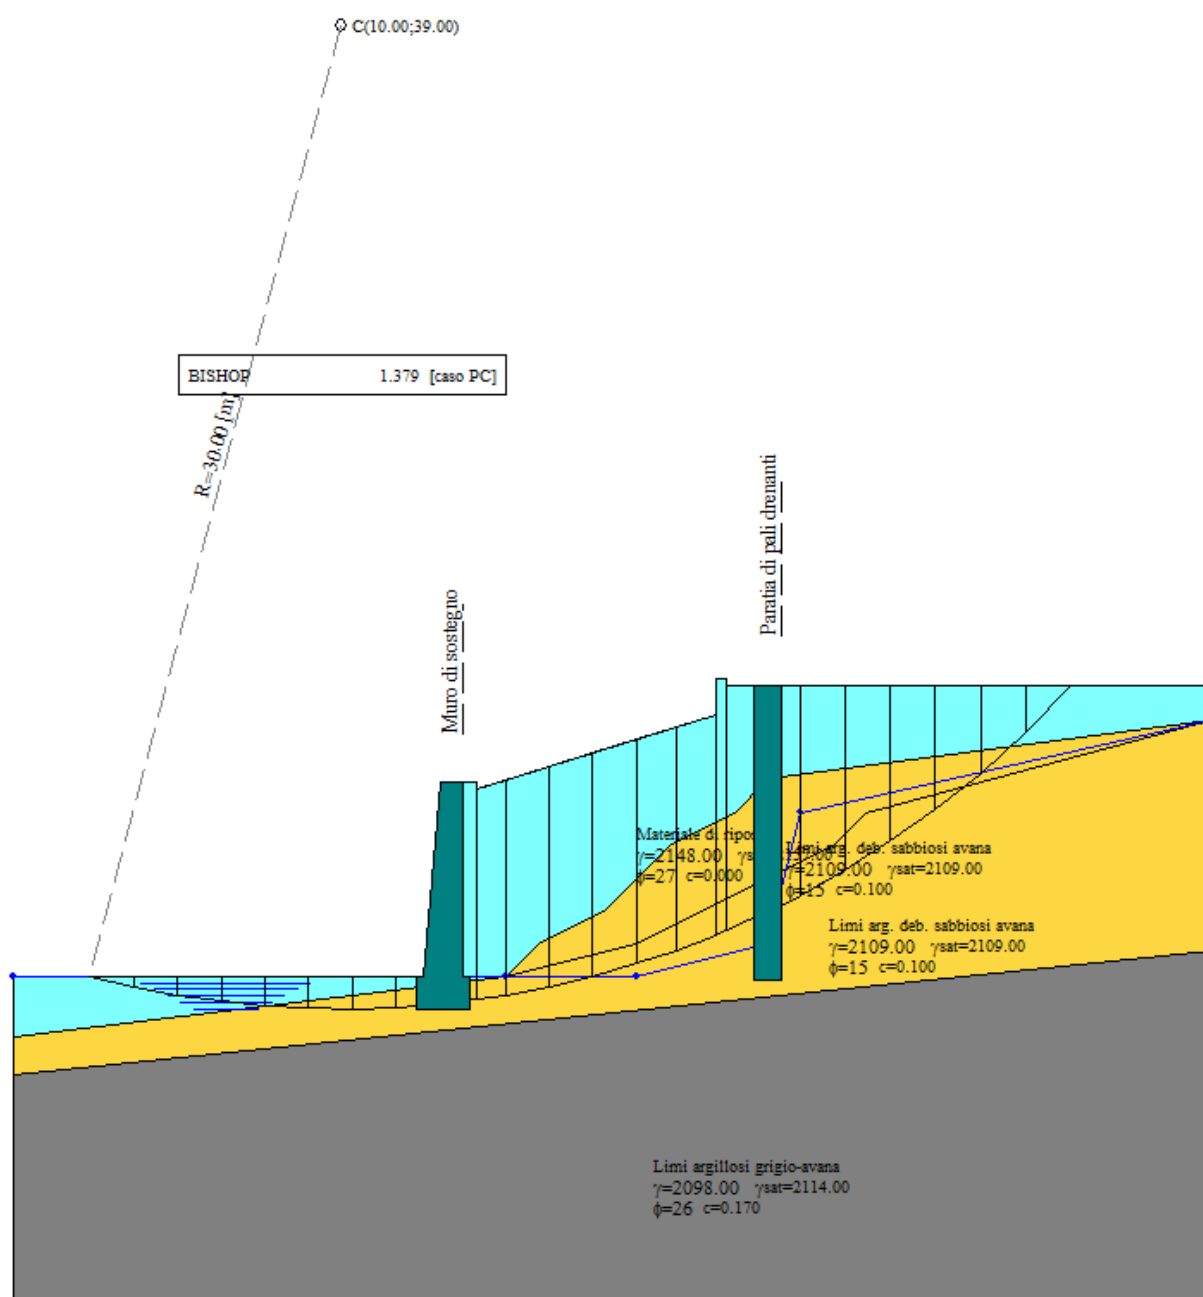 C(10.00;39.00)
BISHOP 1.379 [caso PC]
R=30.00 [m]
Paratia di pali drenanti
Muro di sostegno
Materiale di
γ=2148.00
ϕ=27 c=0.000
Limi arg. deb. sabbiosi avana
γ=2109.00 γsat=2109.00
ϕ=15 c=0.100
Limi arg. deb. sabbiosi avana
γ=2109.00 γsat=2109.00
ϕ=15 c=0.100
Limi argillosi grigio-avana
γ=2098.00 γsat=2114.00
ϕ=26 c=0.170